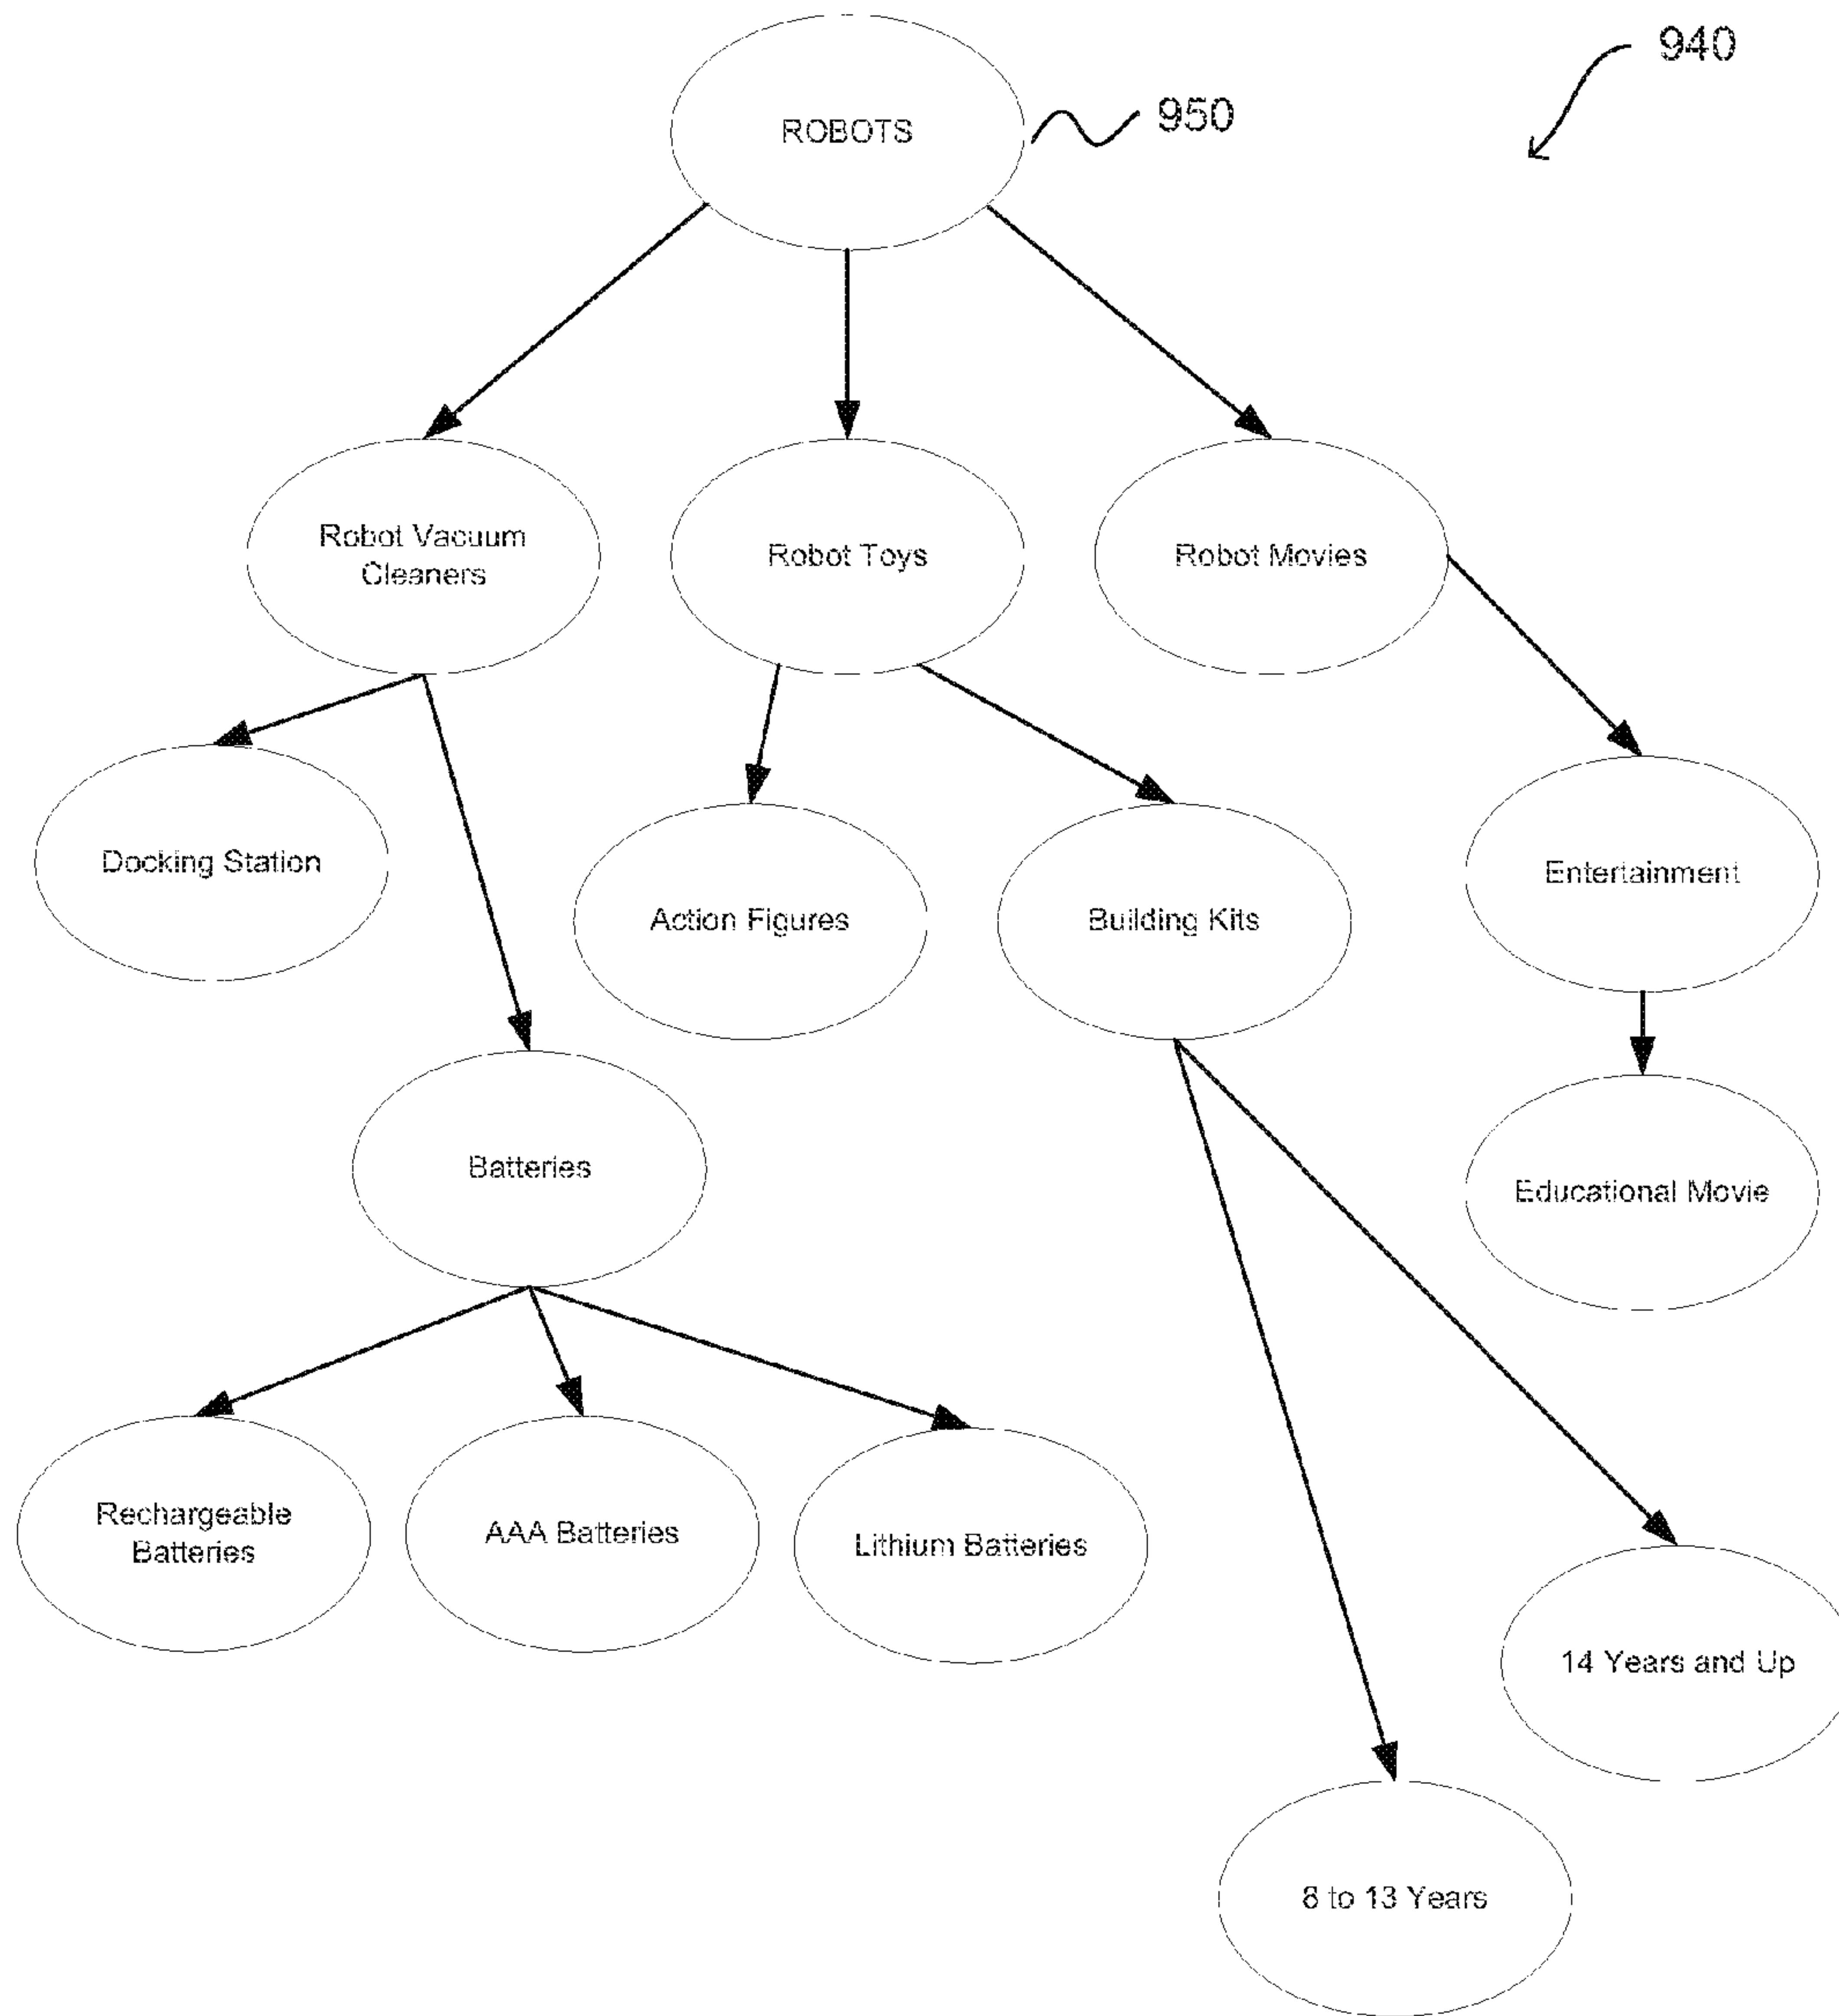 940
950
ROBOTS
Robot Vacuum
Cleaners
Robot Toys
Robot Movies
Docking Station
Action Figures
Building Kits
Entertainment
Batteries
Educational Movie
Rechargeable
Batteries
AAA Batteries
Lithium Batteries
14 Years and Up
8 to 13 Years